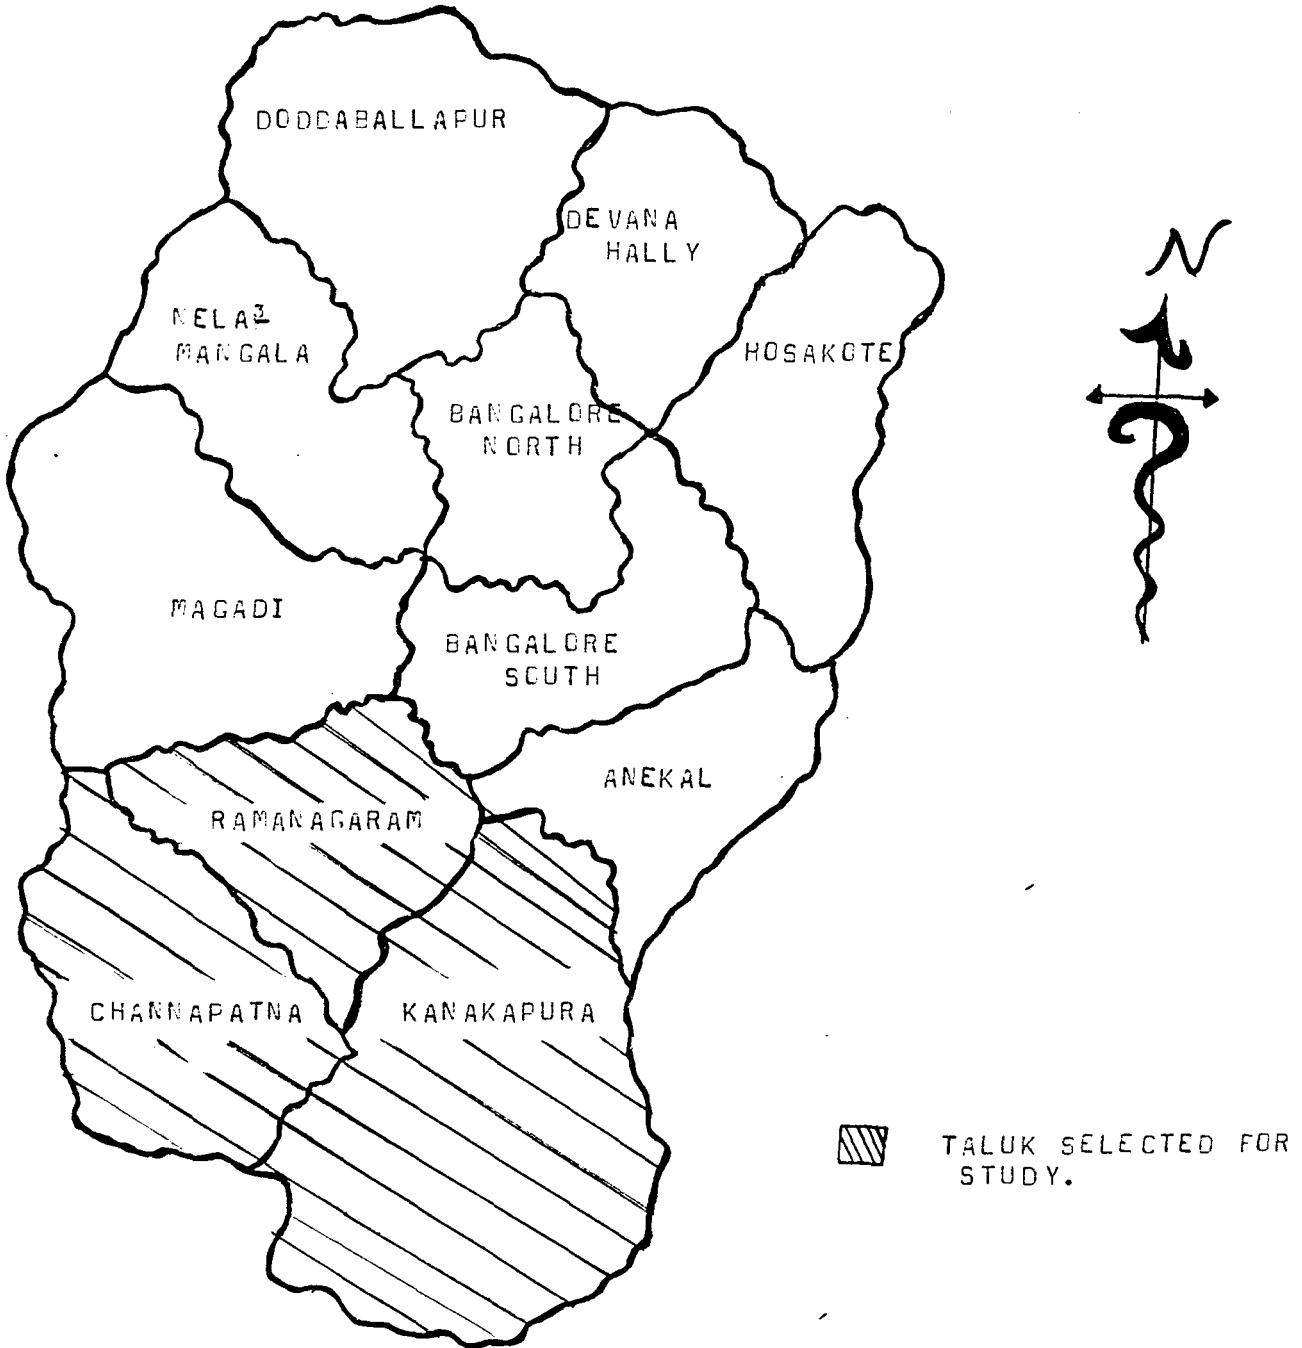 DODDABALLAPUR
DEVANA
HALLY
N
NELA
MANGALA
HOSAKOTE
BANGALORE
NORTH
MAGADI
BANGALORE
SOUTH
ANEKAL
RAMANAGARAM
CHANNAPATNA
KANAKAPURA
TALUK SELECTED FOR
STUDY.